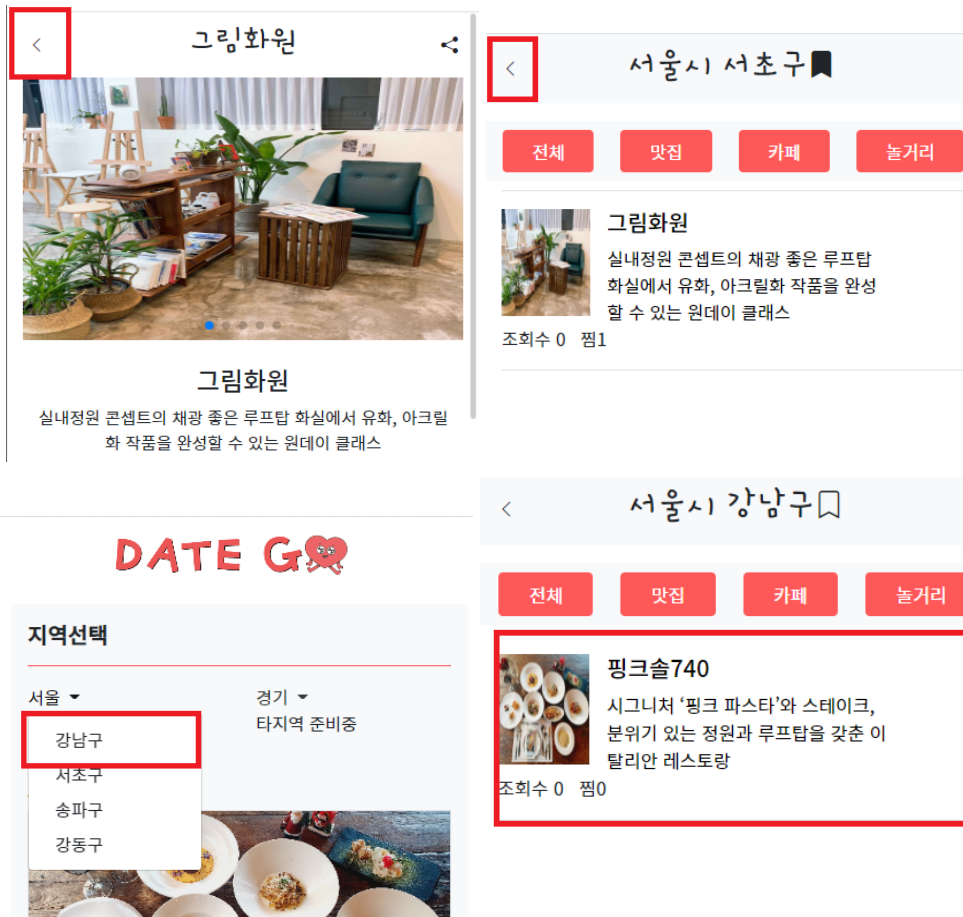 그림화원
그림화원
실내정원 콘셉트의 채광 좋은 루프탑 화실에서 유화, 아크릴
화 작품을 완성할 수 있는 원데이 클래스
서울시 서초구
전체 맛집 카페 놀거리
그림화원
실내정원 콘셉트의 채광 좋은 루프탑
화실에서 유화, 아크릴화 작품을 완성
할 수 있는 원데이 클래스
조회수 0 찜1
DATE GO
지역선택
서울 경기
타지역 준비중
강남구
서초구
송파구
강동구
서울시 강남구
전체 맛집 카페 놀거리
핑크솔740
시그니처 ‘핑크 파스타’와 스테이크,
분위기 있는 정원과 루프탑을 갖춘 이
탈리안 레스토랑
조회수 0 찜0